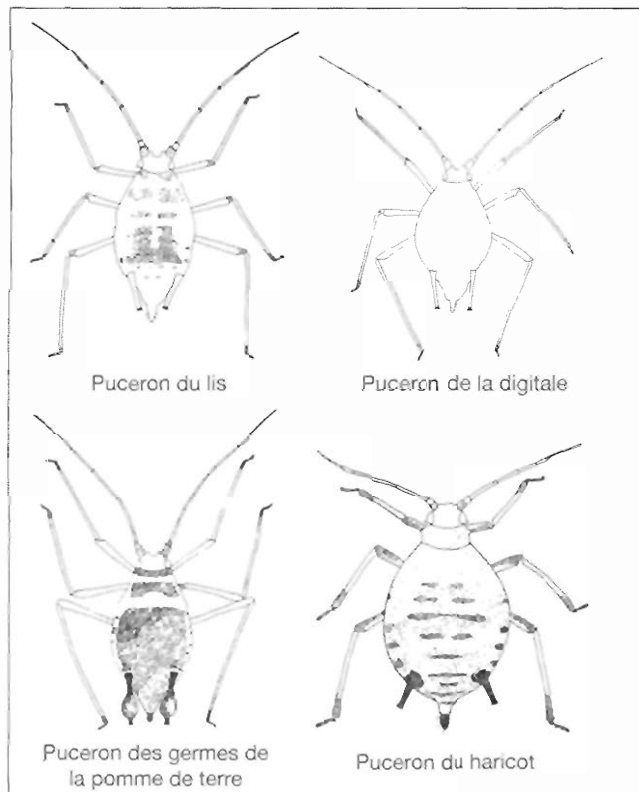 Puceron du lis
Puceron de la digitale
Puceron des germes de
la pomme de terre
Puceron du haricot